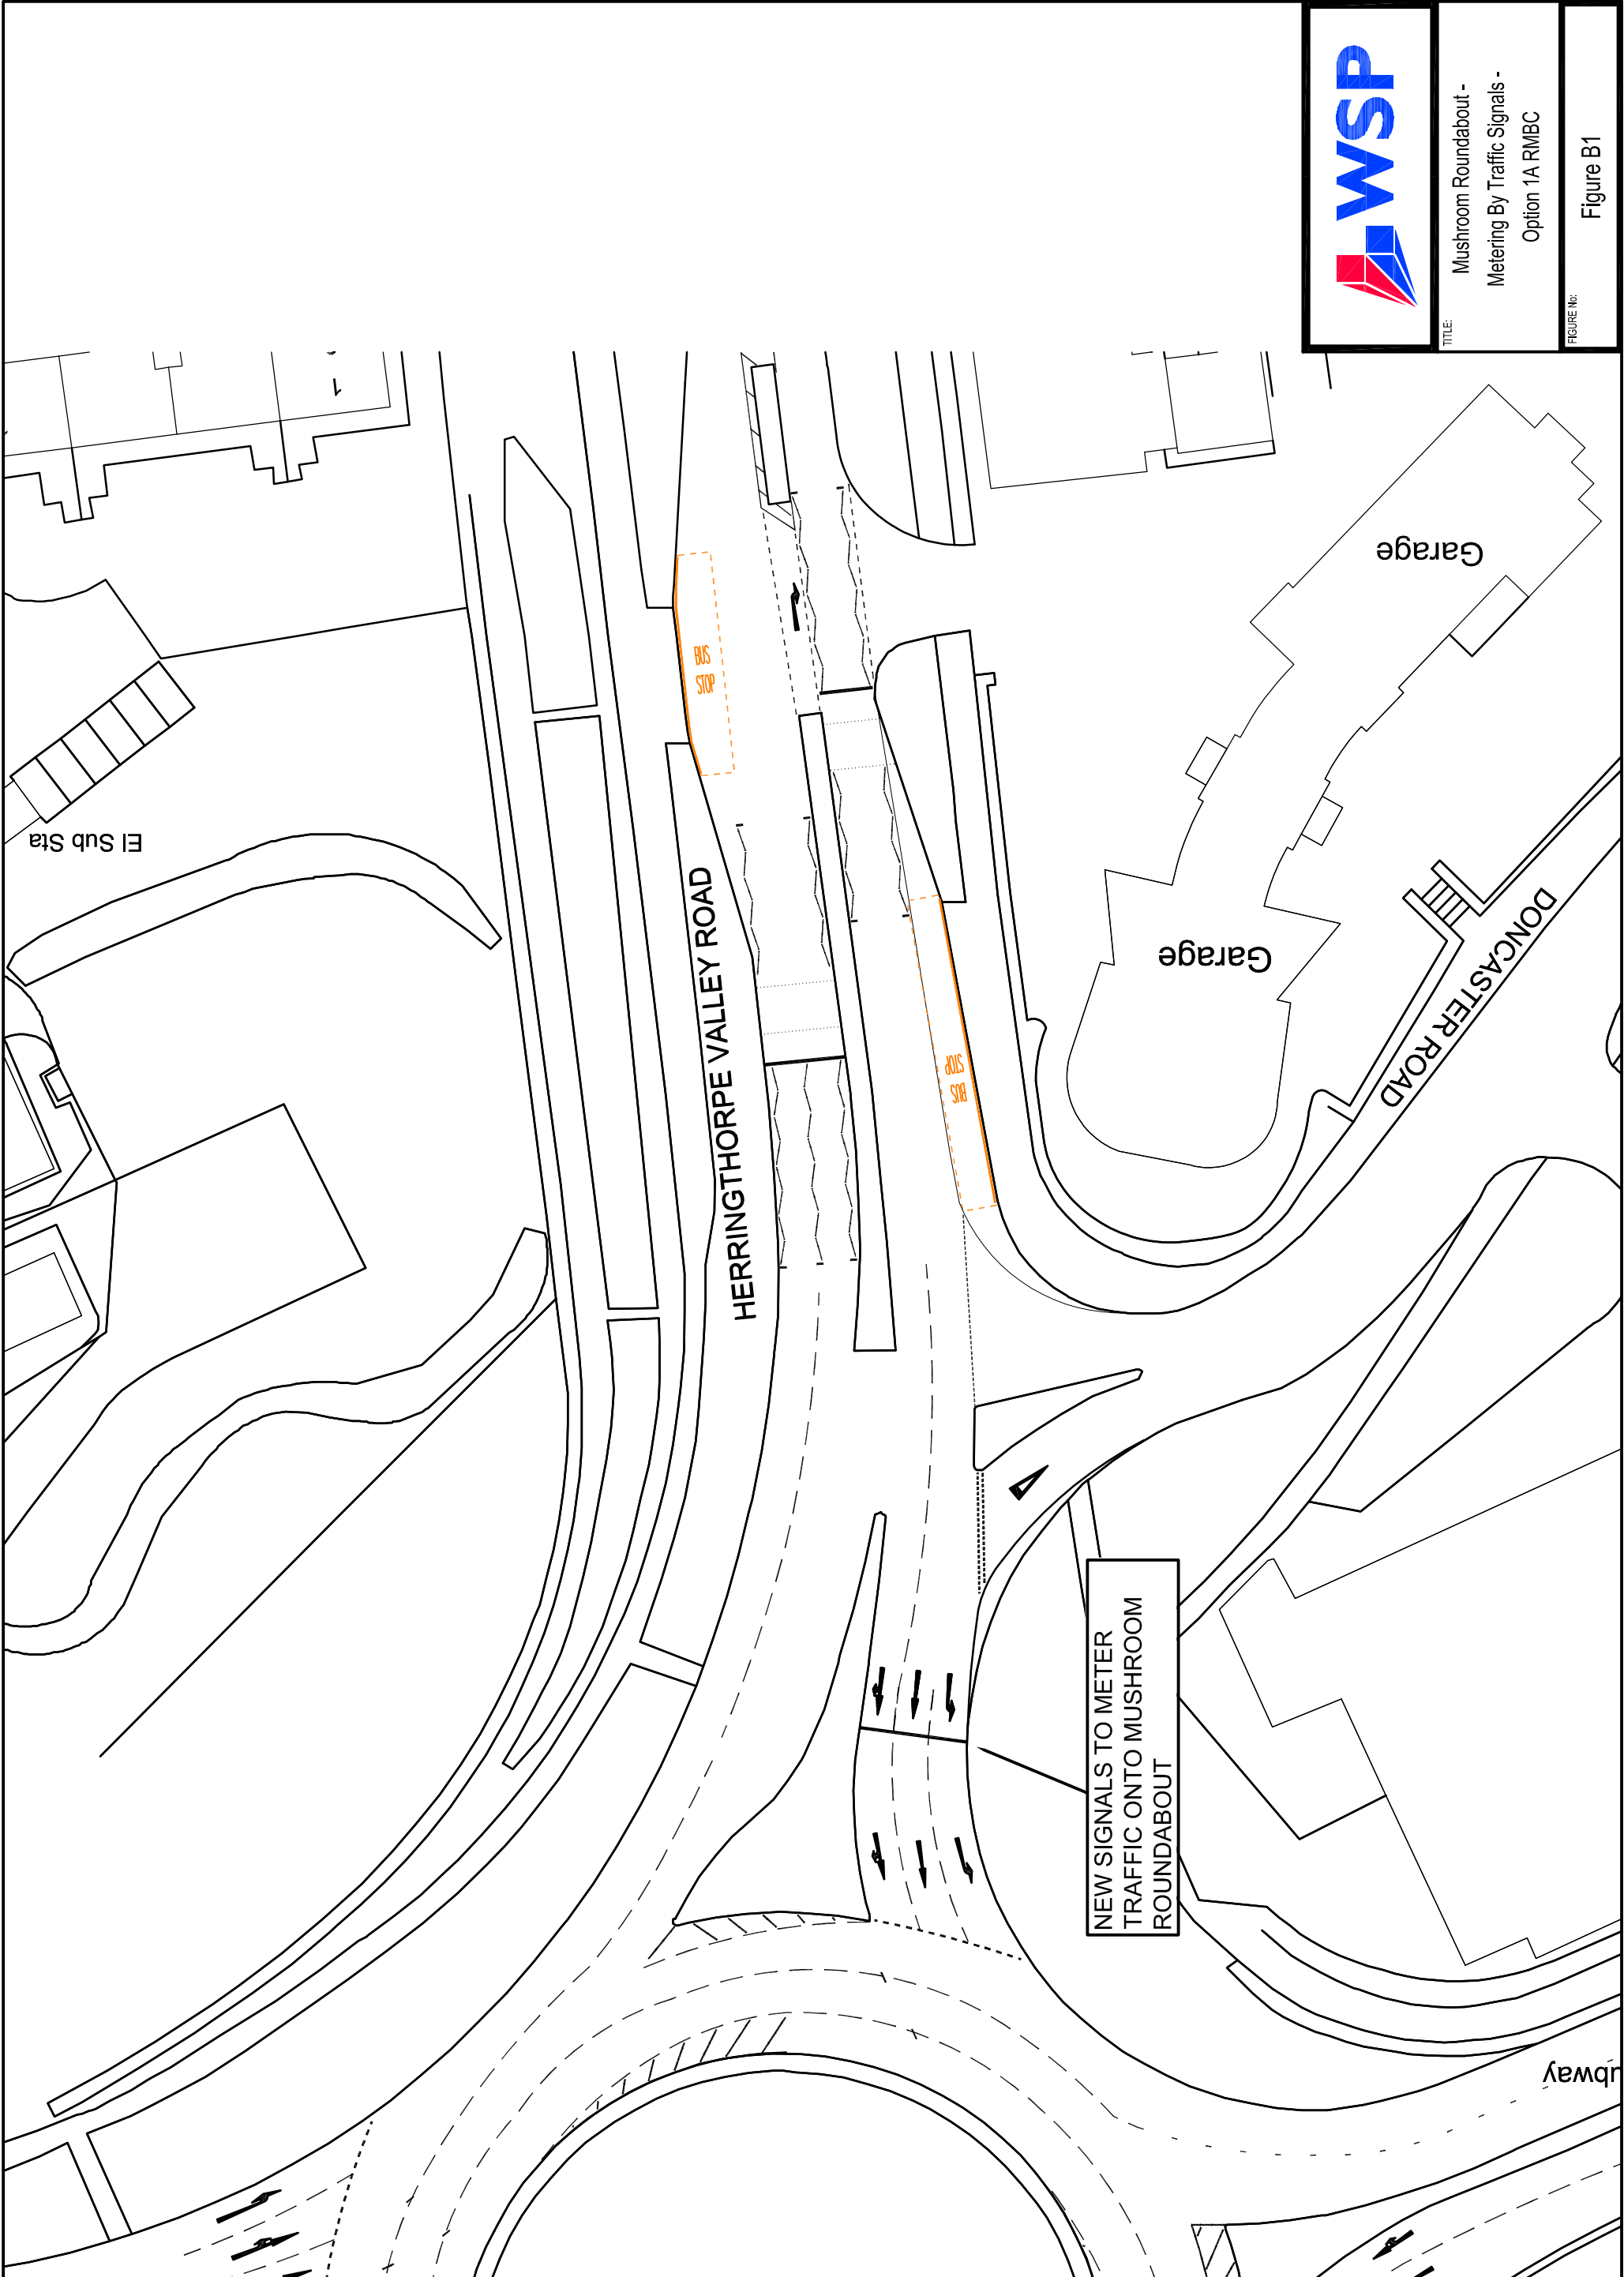 WSP
TITLE:
Mushroom Roundabout -
Metering By Traffic Signals -
Option 1A RMBC
FIGURE No:
Figure B1
El Sub Sta
BUS
STOP
HERRINGTHORPE VALLEY ROAD
BUS
STOP
Garage
Garage
DONCASTER ROAD
NEW SIGNALS TO METER
TRAFFIC ONTO MUSHROOM
ROUNDABOUT
ubway